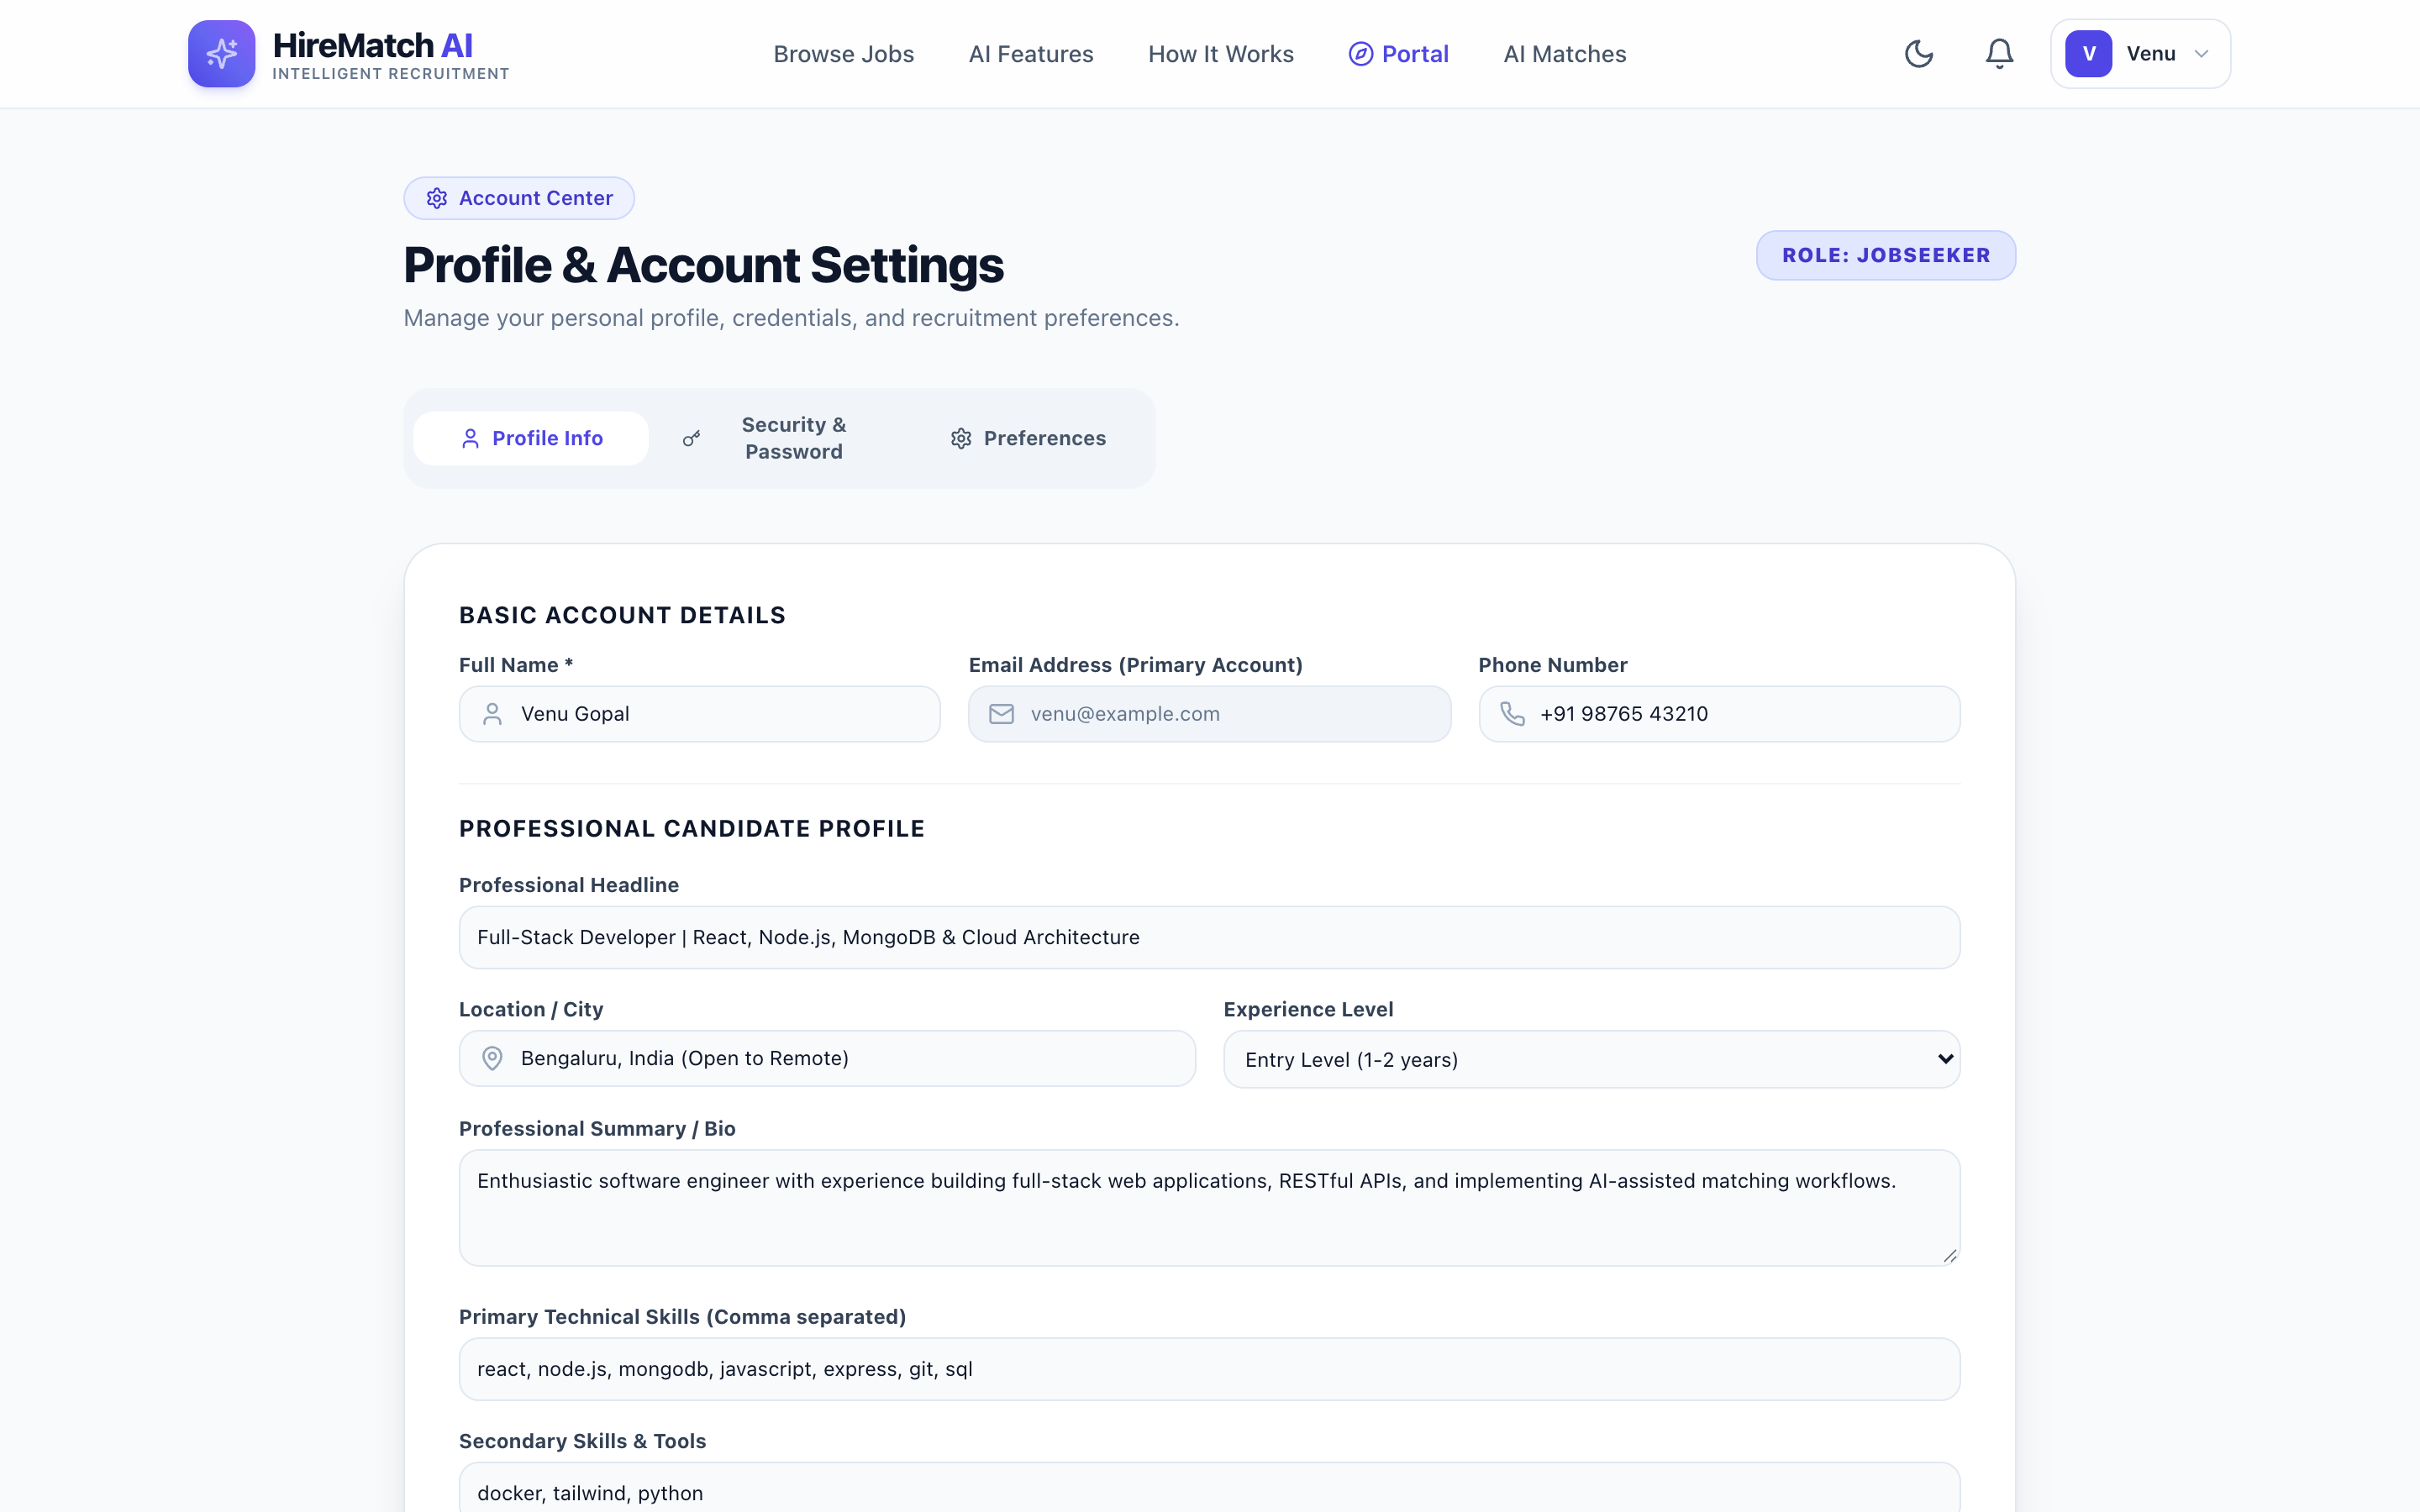 HireMatch AI
INTELLIGENT RECRUITMENT
Browse Jobs
AI Features
How It Works
Portal
AI Matches
V
Venu
Account Center
Profile & Account Settings
ROLE: JOBSEEKER
Manage your personal profile, credentials, and recruitment preferences.
Profile Info
Security &
Password
Preferences
BASIC ACCOUNT DETAILS
Full Name *
Email Address (Primary Account)
Phone Number
Venu Gopal
venu@example.com
+91 98765 43210
PROFESSIONAL CANDIDATE PROFILE
Professional Headline
Full-Stack Developer | React, Node.js, MongoDB & Cloud Architecture
Location / City
Experience Level
Bengaluru, India (Open to Remote)
Entry Level (1-2 years)
Professional Summary / Bio
Enthusiastic software engineer with experience building full-stack web applications, RESTful APIs, and implementing AI-assisted matching workflows.
Primary Technical Skills (Comma separated)
react, node.js, mongodb, javascript, express, git, sql
Secondary Skills & Tools
docker, tailwind, python